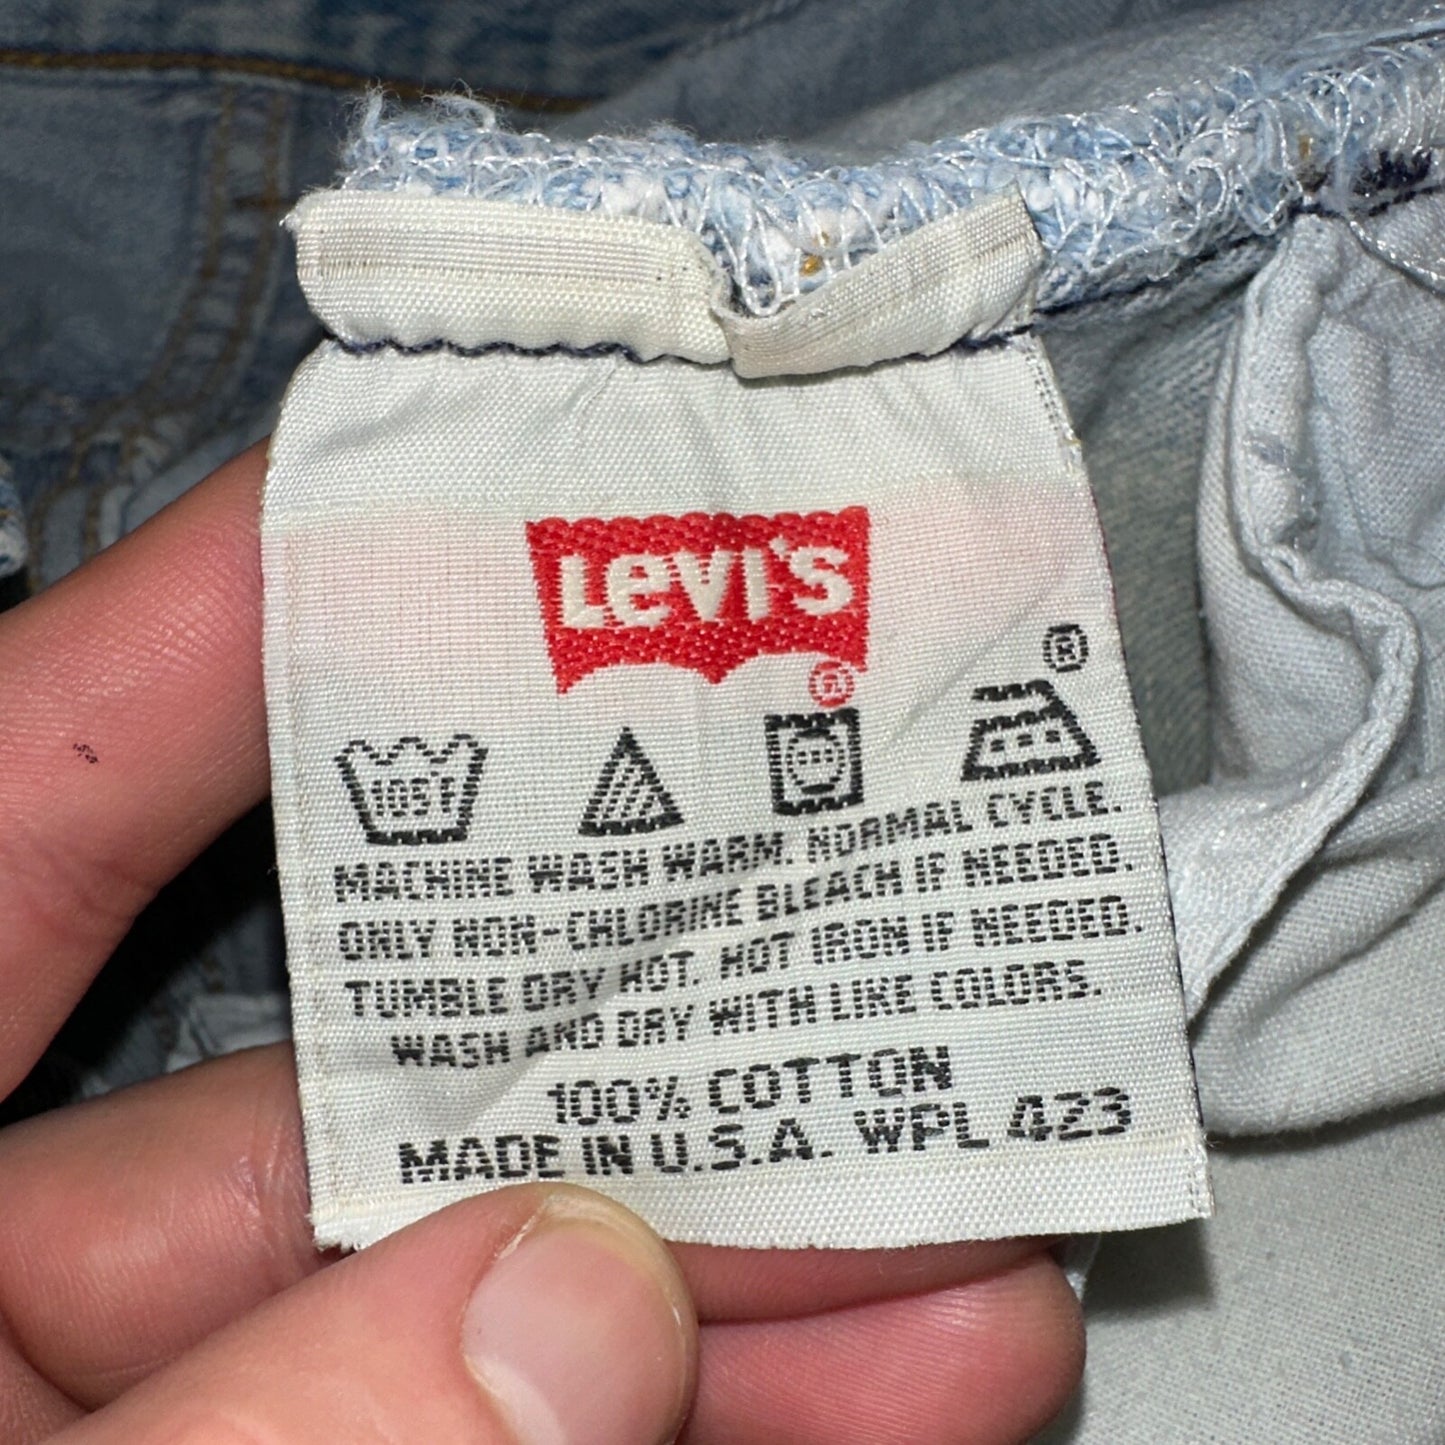 Levi's
®
®
105°F
MACHINE WASH WARM. NORMAL CYCLE.
ONLY NON-CHLORINE BLEACH IF NEEDED.
TUMBLE DRY HOT. HOT IRON IF NEEDED.
WASH AND DRY WITH LIKE COLORS.
100% COTTON
MADE IN U.S.A. WPL 423